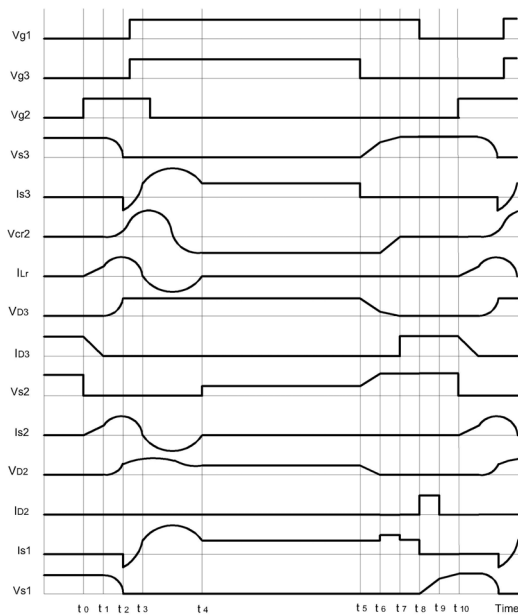 Vg1
Vg3
Vg2
Vs3
Is3
Vcr2
ILr
VD3
ID3
Vs2
Is2
VD2
ID2
Is1
Vs1
t0 t1 t2 t3 t4 t5 t6 t7 t8 t9 t10 Time